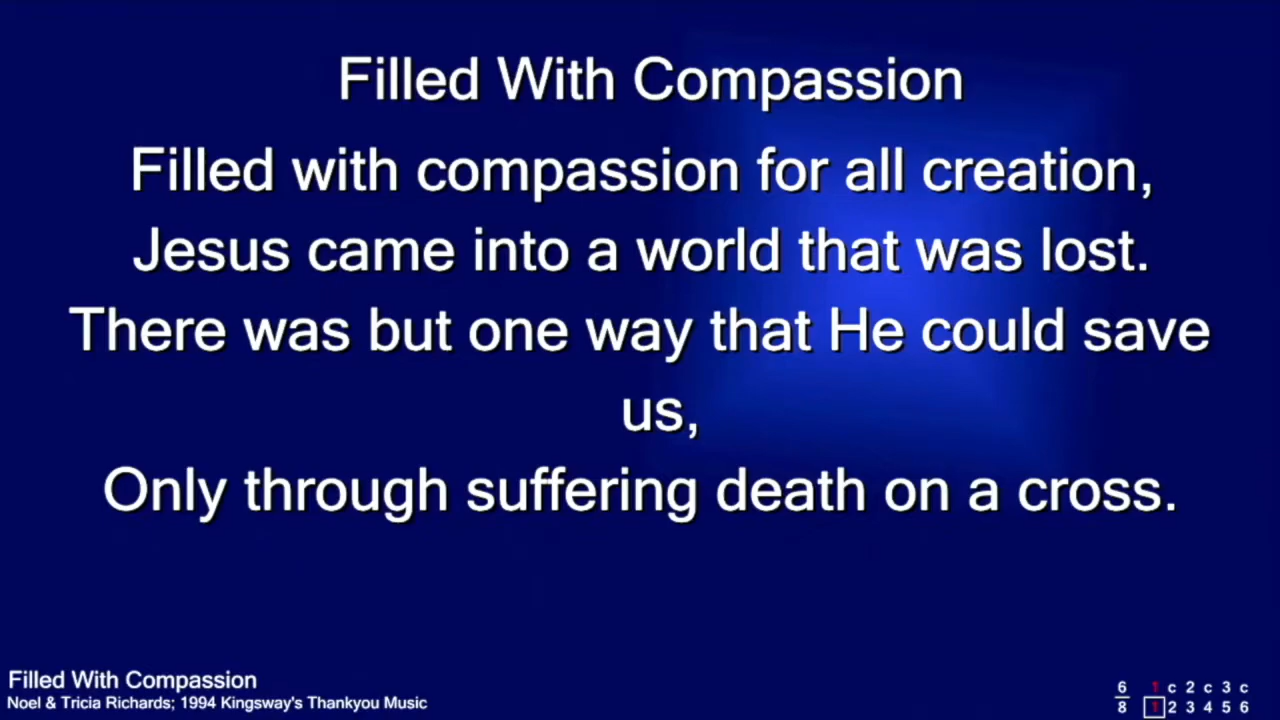 Filled With Compassion
Filled with compassion for all creation,
Jesus came into a world that was lost.
There was but one way that He could save
us,
Only through suffering death on a cross.
Filled With Compassion
Noel & Tricia Richards; 1994 Kingsway's Thankyou Music
6 1 c 2 c 3 c
8 1 2 3 4 5 6